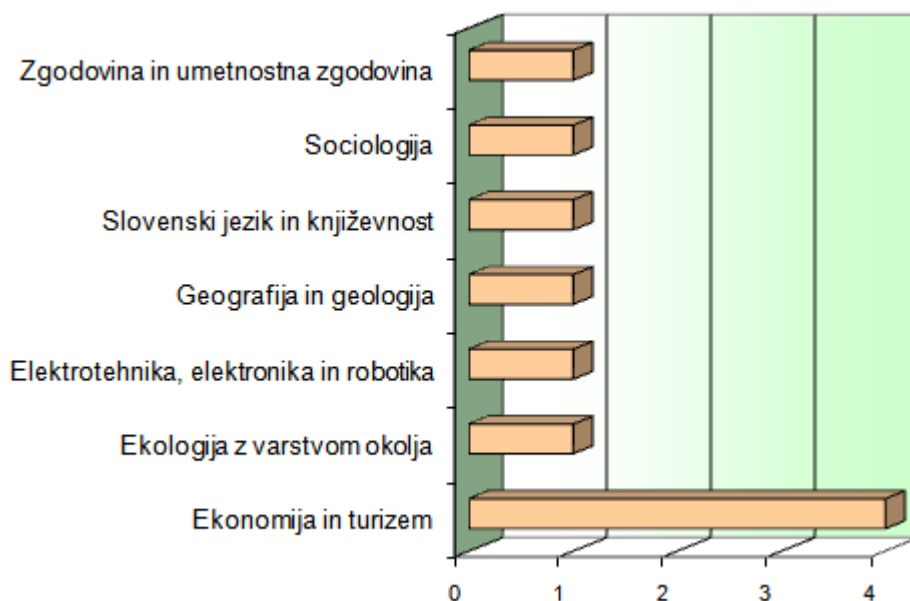 Zgodovina in umetnostna zgodovina
Sociologija
Slovenski jezik in književnost
Geografija in geologija
Elektrotehnika, elektronika in robotika
Ekologija z varstvom okolja
Ekonomija in turizem
0 1 2 3 4